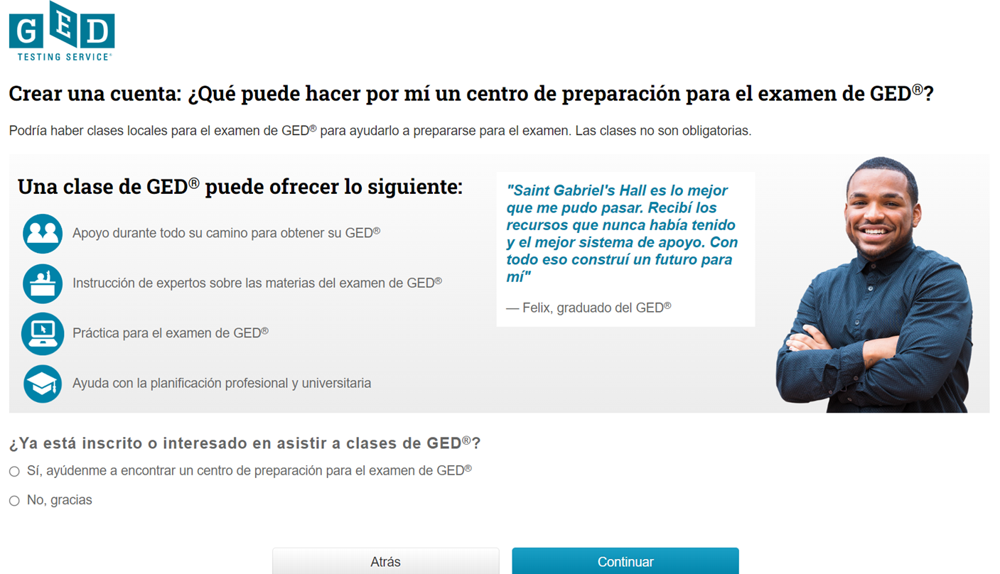 GED
TESTING SERVICE®
Crear una cuenta: ¿Qué puede hacer por mí un centro de preparación para el examen de GED®?
Podría haber clases locales para el examen de GED® para ayudarlo a prepararse para el examen. Las clases no son obligatorias.
Una clase de GED® puede ofrecer lo siguiente:
Apoyo durante todo su camino para obtener su GED®
Instrucción de expertos sobre las materias del examen de GED®
Práctica para el examen de GED®
Ayuda con la planificación profesional y universitaria
"Saint Gabriel's Hall es lo mejor
que me pudo pasar. Recibí los
recursos que nunca había tenido
y el mejor sistema de apoyo. Con
todo eso construí un futuro para
mí"
— Felix, graduado del GED®
¿Ya está inscrito o interesado en asistir a clases de GED®?
Sí, ayúdenme a encontrar un centro de preparación para el examen de GED®
No, gracias
Atrás
Continuar